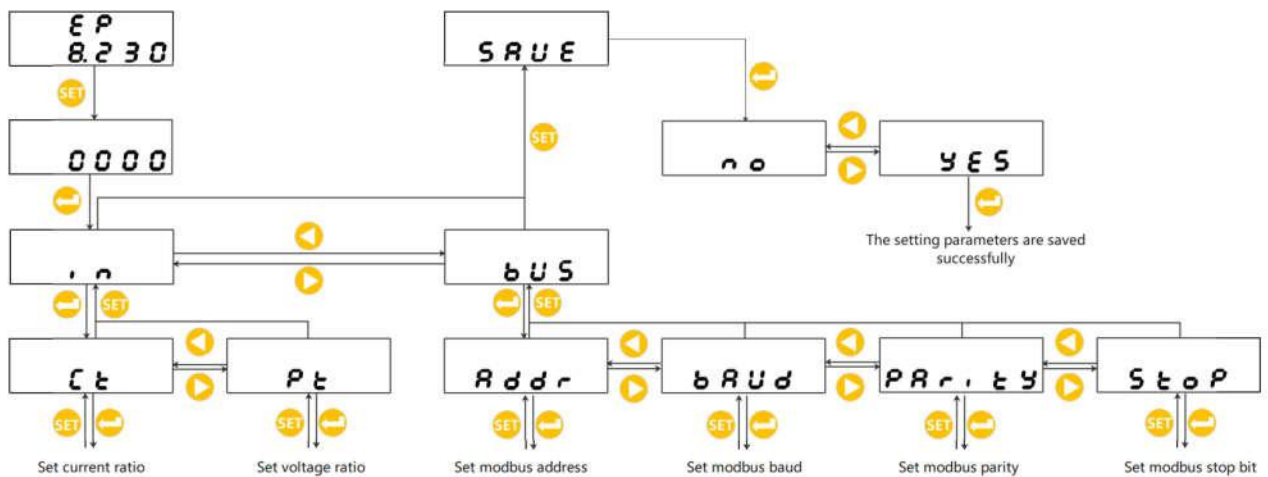 EP
8.230
SAVE
SET
SET
0000
no
YES
The setting parameters are saved
successfully
in
bUS
SET
SET
Ct
Pt
Addr
bAUd
PAritY
StoP
SET
SET
SET
SET
SET
SET
Set current ratio
Set voltage ratio
Set modbus address
Set modbus baud
Set modbus parity
Set modbus stop bit